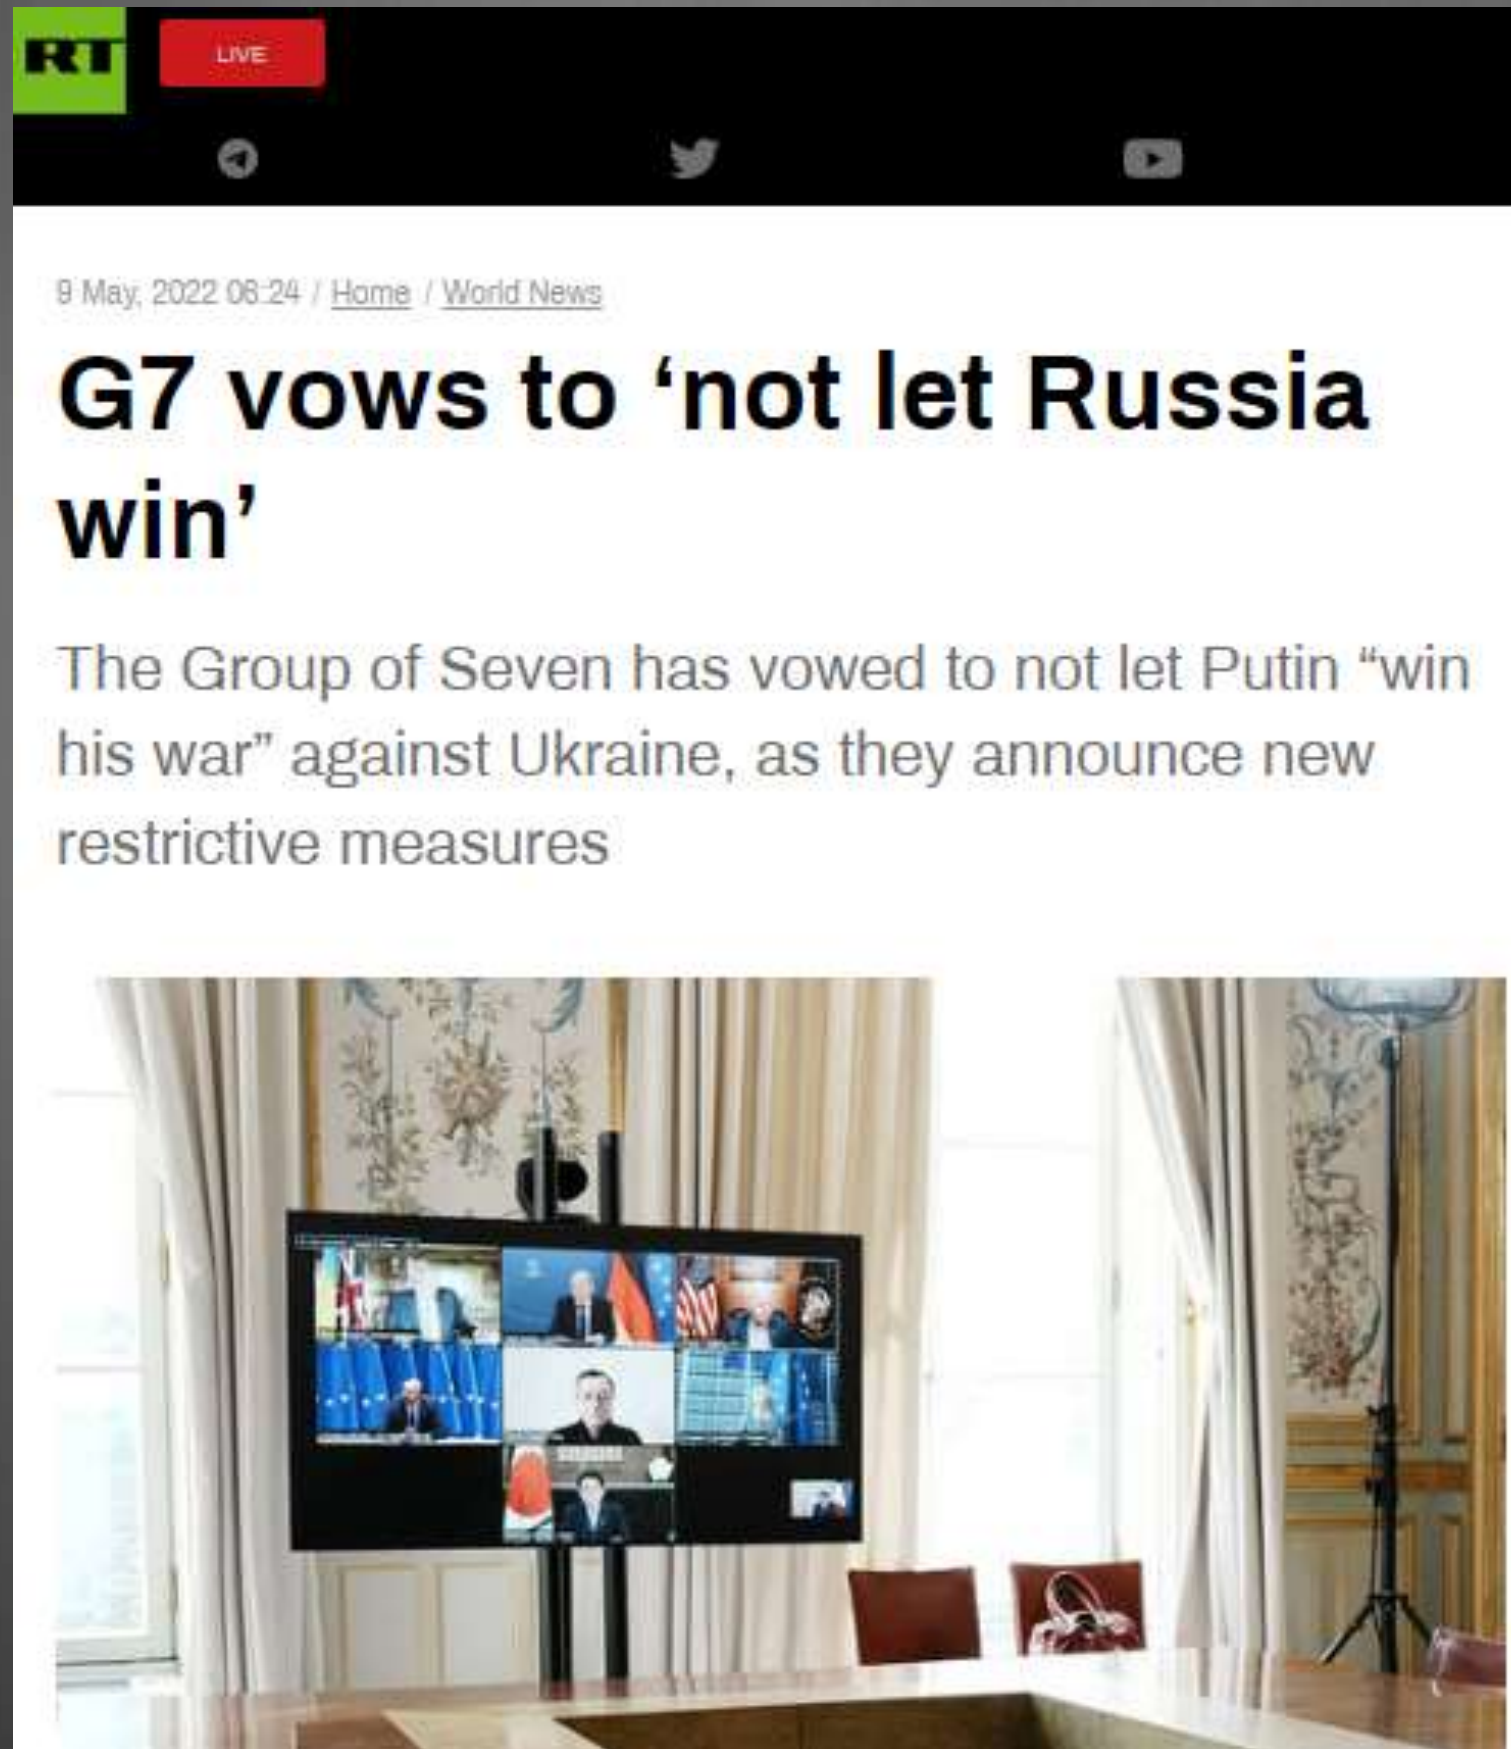 RT
LIVE
9 May, 2022 06:24 / Home / World News
G7 vows to ‘not let Russia
win’
The Group of Seven has vowed to not let Putin “win
his war” against Ukraine, as they announce new
restrictive measures